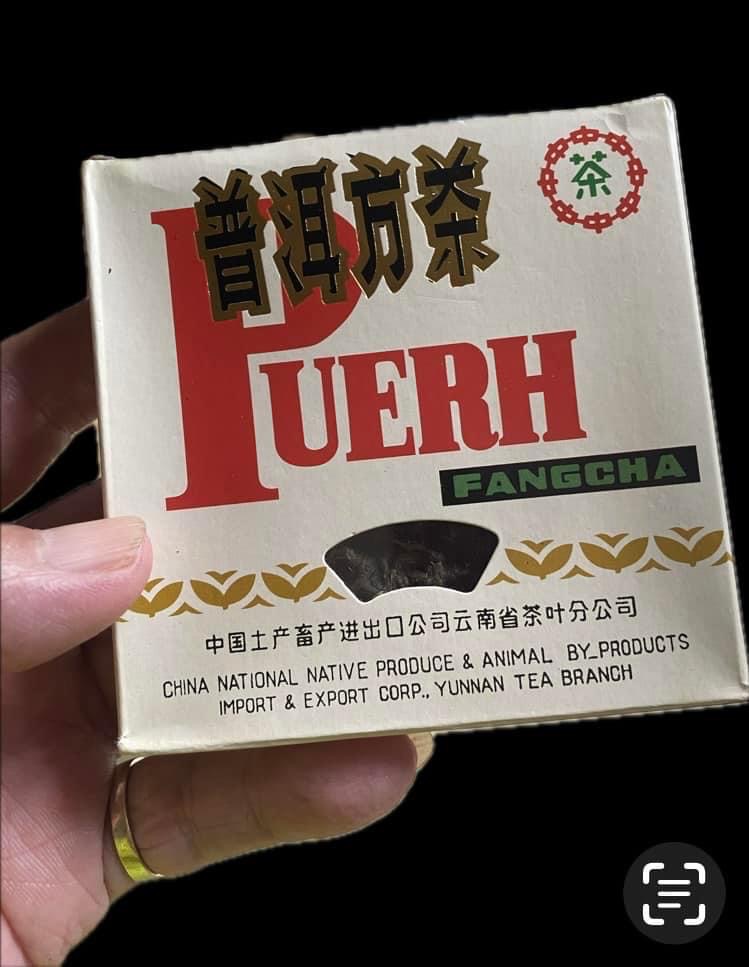 普洱方茶
茶
PUERH
FANGCHA
中国土产畜产进出口公司云南省茶叶分公司
CHINA NATIONAL NATIVE PRODUCE & ANIMAL BY_PRODUCTS
IMPORT & EXPORT CORP., YUNNAN TEA BRANCH